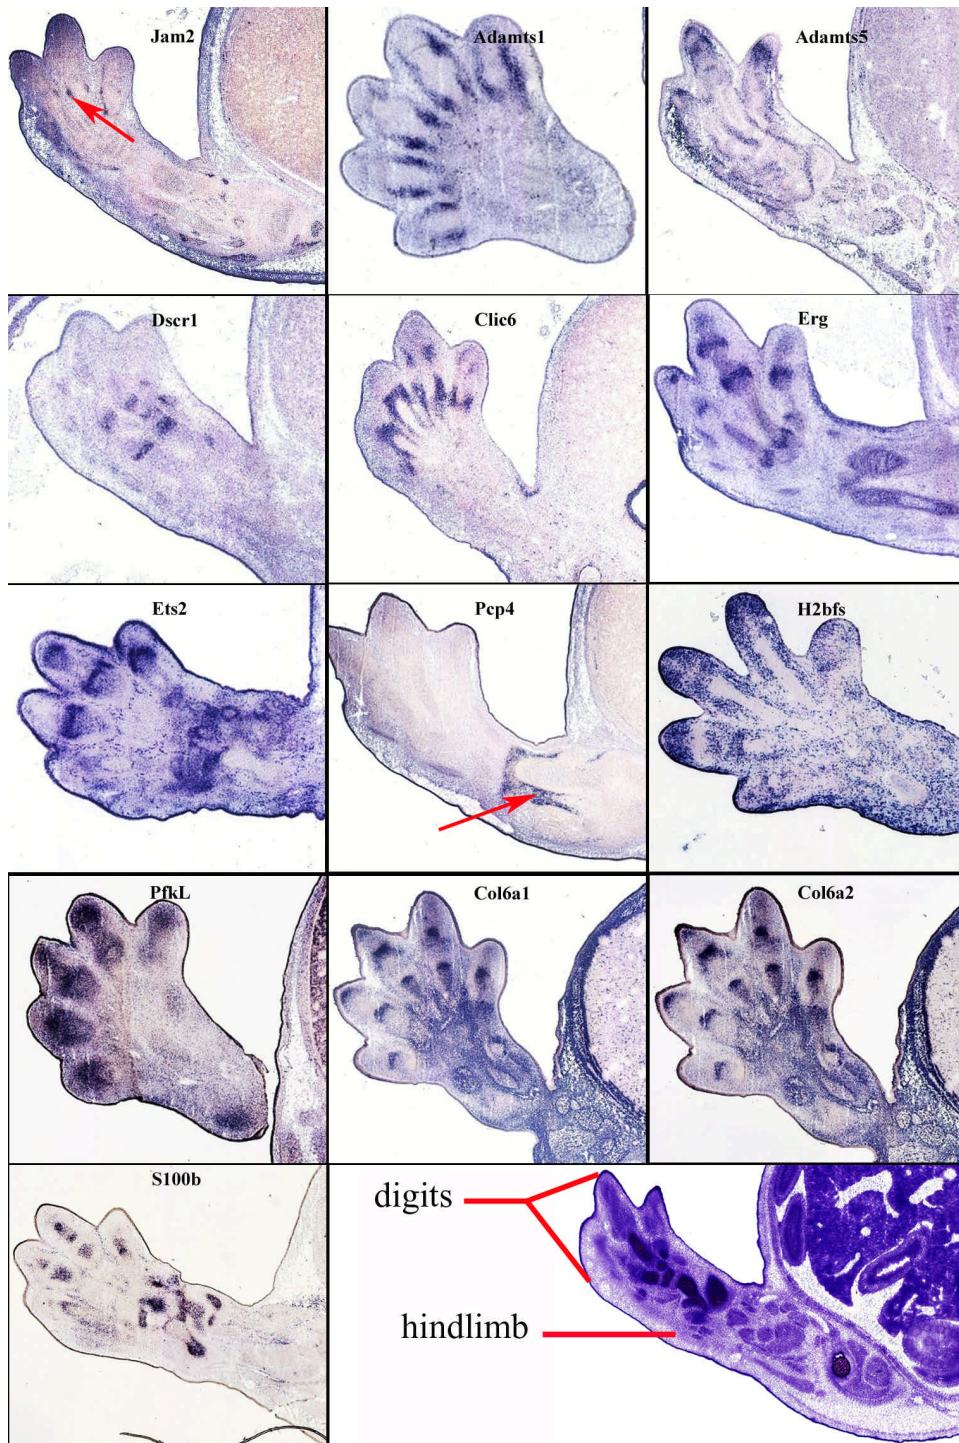 Jam2
Adamts1
Adamts5
Dscr1
Clic6
Erg
Ets2
Pcp4
H2bfs
PfkL
Col6a1
Col6a2
S100b
digits
hindlimb